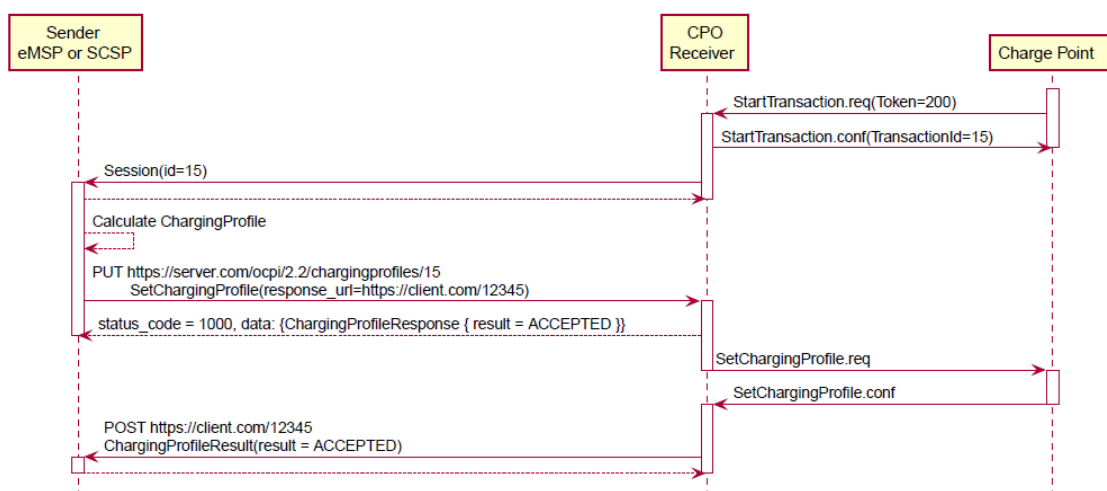 Sender
eMSP or SCSP
CPO
Receiver
Charge Point
StartTransaction.req(Token=200)
StartTransaction.conf(TransactionId=15)
Session(id=15)
Calculate ChargingProfile
PUT https://server.com/ocpi/2.2/chargingprofiles/15
SetChargingProfile(response_url=https://client.com/12345)
status_code = 1000, data: {ChargingProfileResponse { result = ACCEPTED }}
SetChargingProfile.req
SetChargingProfile.conf
POST https://client.com/12345
ChargingProfileResult(result = ACCEPTED)